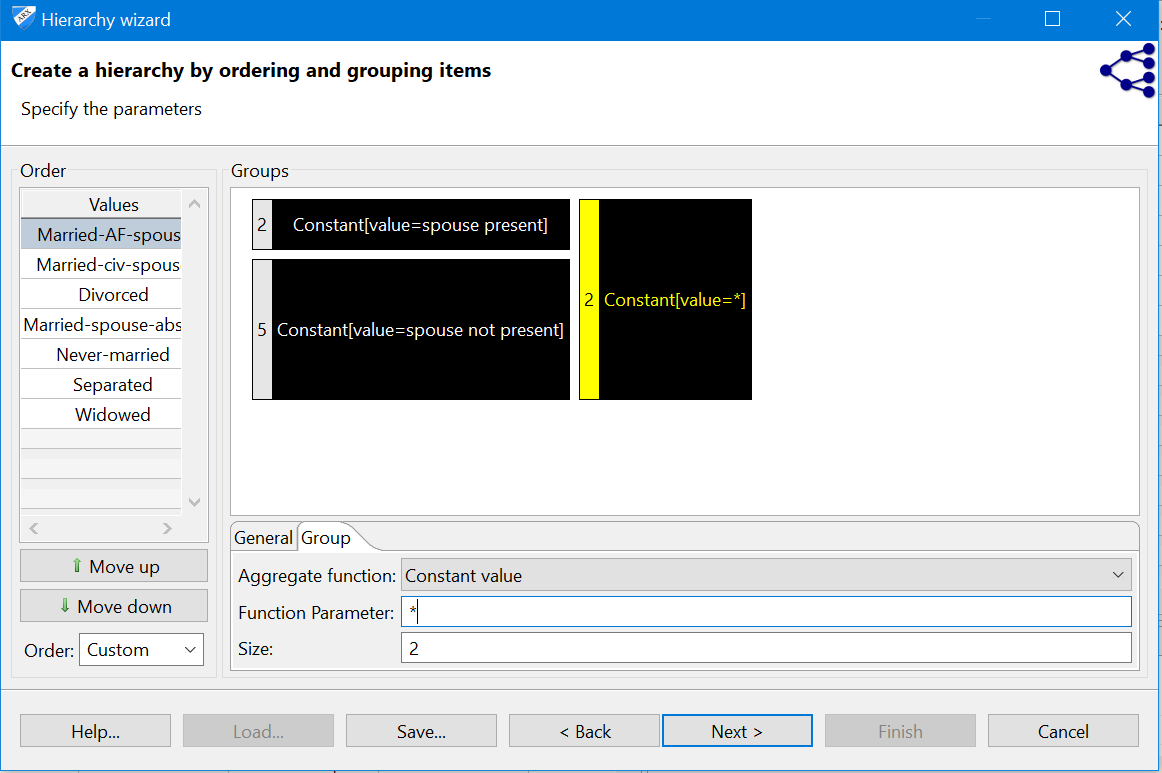 ARX Hierarchy wizard
Create a hierarchy by ordering and grouping items
Specify the parameters
Order
Values
Married-AF-spous
Married-civ-spous
Divorced
Married-spouse-abs
Never-married
Separated
Widowed
Move up
Move down
Order: Custom
Groups
2 Constant[value=spouse present]
5 Constant[value=spouse not present]
2 Constant[value=*]
General Group
Aggregate function: Constant value
Function Parameter: *
Size: 2
Help... Load... Save... < Back Next > Finish Cancel